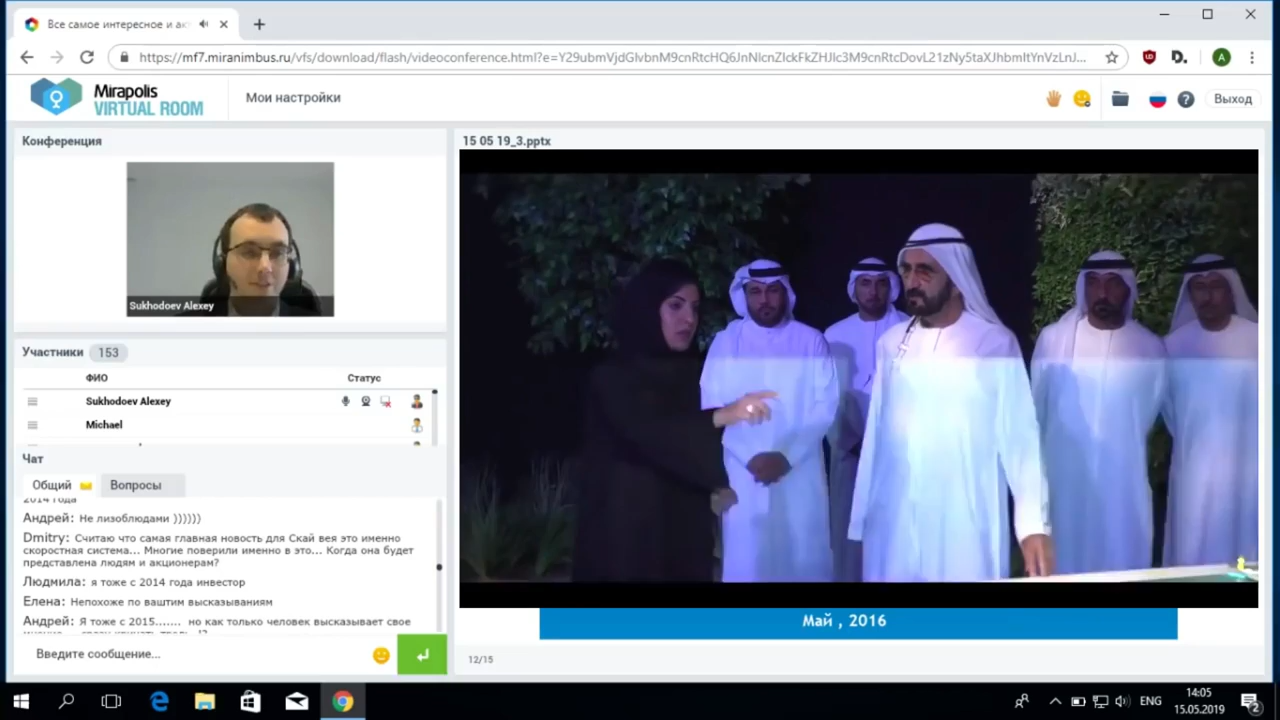 Все самое интересное и ак
https://mf7.miranimbus.ru/vfs/download/flash/videoconference.html?e=Y29ubmVjdGlvbnM9cnRtcHQ6JnNlcnZlckFkZHJlc3M9cnRtcDovL21zNy5taXJhbmltYnVzLnJ...
A
Mirapolis
VIRTUAL ROOM
Мои настройки
Выход
Конференция
Sukhodoev Alexey
15 05 19_3.pptx
Участники 153
ФИО Статус
Sukhodoev Alexey
Michael
Чат
Общий Вопросы
2014 года
Андрей: Не лизоблюдами ))))))
Dmitry: Считаю что самая главная новость для Скай вея это именно
скоростная система... Многие поверили именно в это... Когда она будет
представлена людям и акционерам?
Людмила: я тоже с 2014 года инвестор
Елена: Непохоже по ваштим высказываниям
Андрей: Я тоже с 2015....... но как только человек высказывает свое
Введите сообщение...
Май , 2016
12/15
ENG
14:05
15.05.2019
2